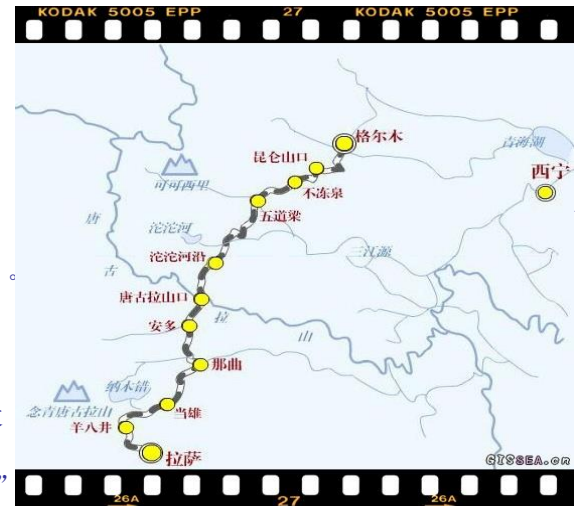 KODAK 5005 EPP 27 KODAK 5005 EPP
格尔木
青海湖
昆仑山口
西宁
可可西里
不冻泉
五道梁
唐
沱沱河
三江源
沱沱河沿
古
唐古拉山口
拉
安多
山
那曲
纳木错
念青唐古拉山
当雄
羊八井
拉萨
GISSEA.cn
26A 27 26A